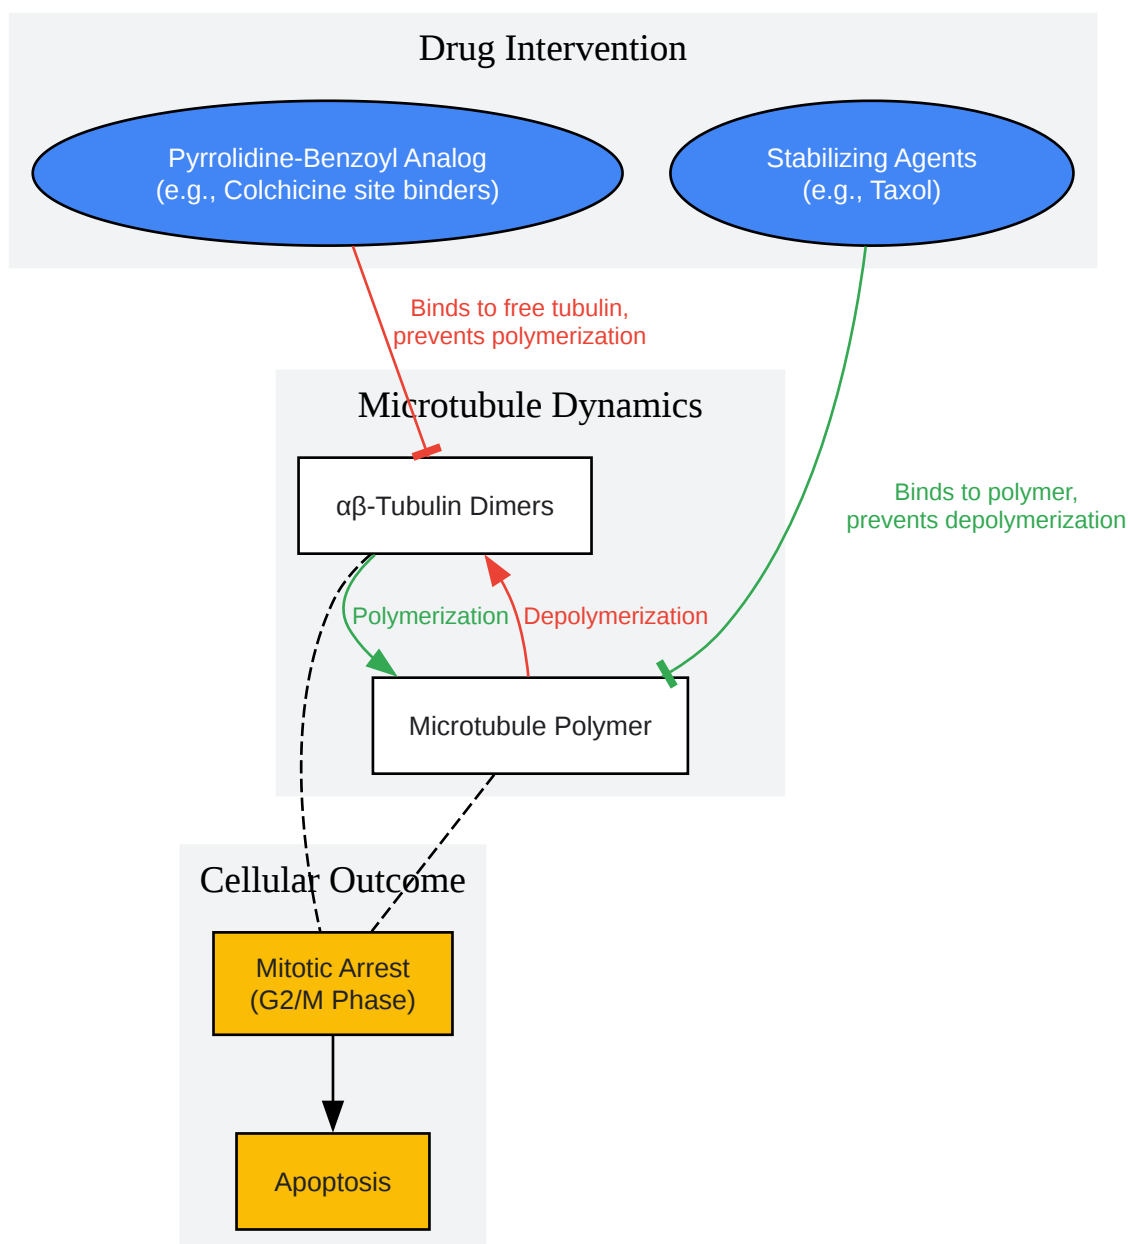 Drug Intervention
Pyrrolidine-Benzoyl Analog
(e.g., Colchicine site binders)
Stabilizing Agents
(e.g., Taxol)
Binds to free tubulin,
prevents polymerization
Microtubule Dynamics
αβ-Tubulin Dimers
Binds to polymer,
prevents depolymerization
Polymerization
Depolymerization
Microtubule Polymer
Cellular Outcome
Mitotic Arrest
(G2/M Phase)
Apoptosis